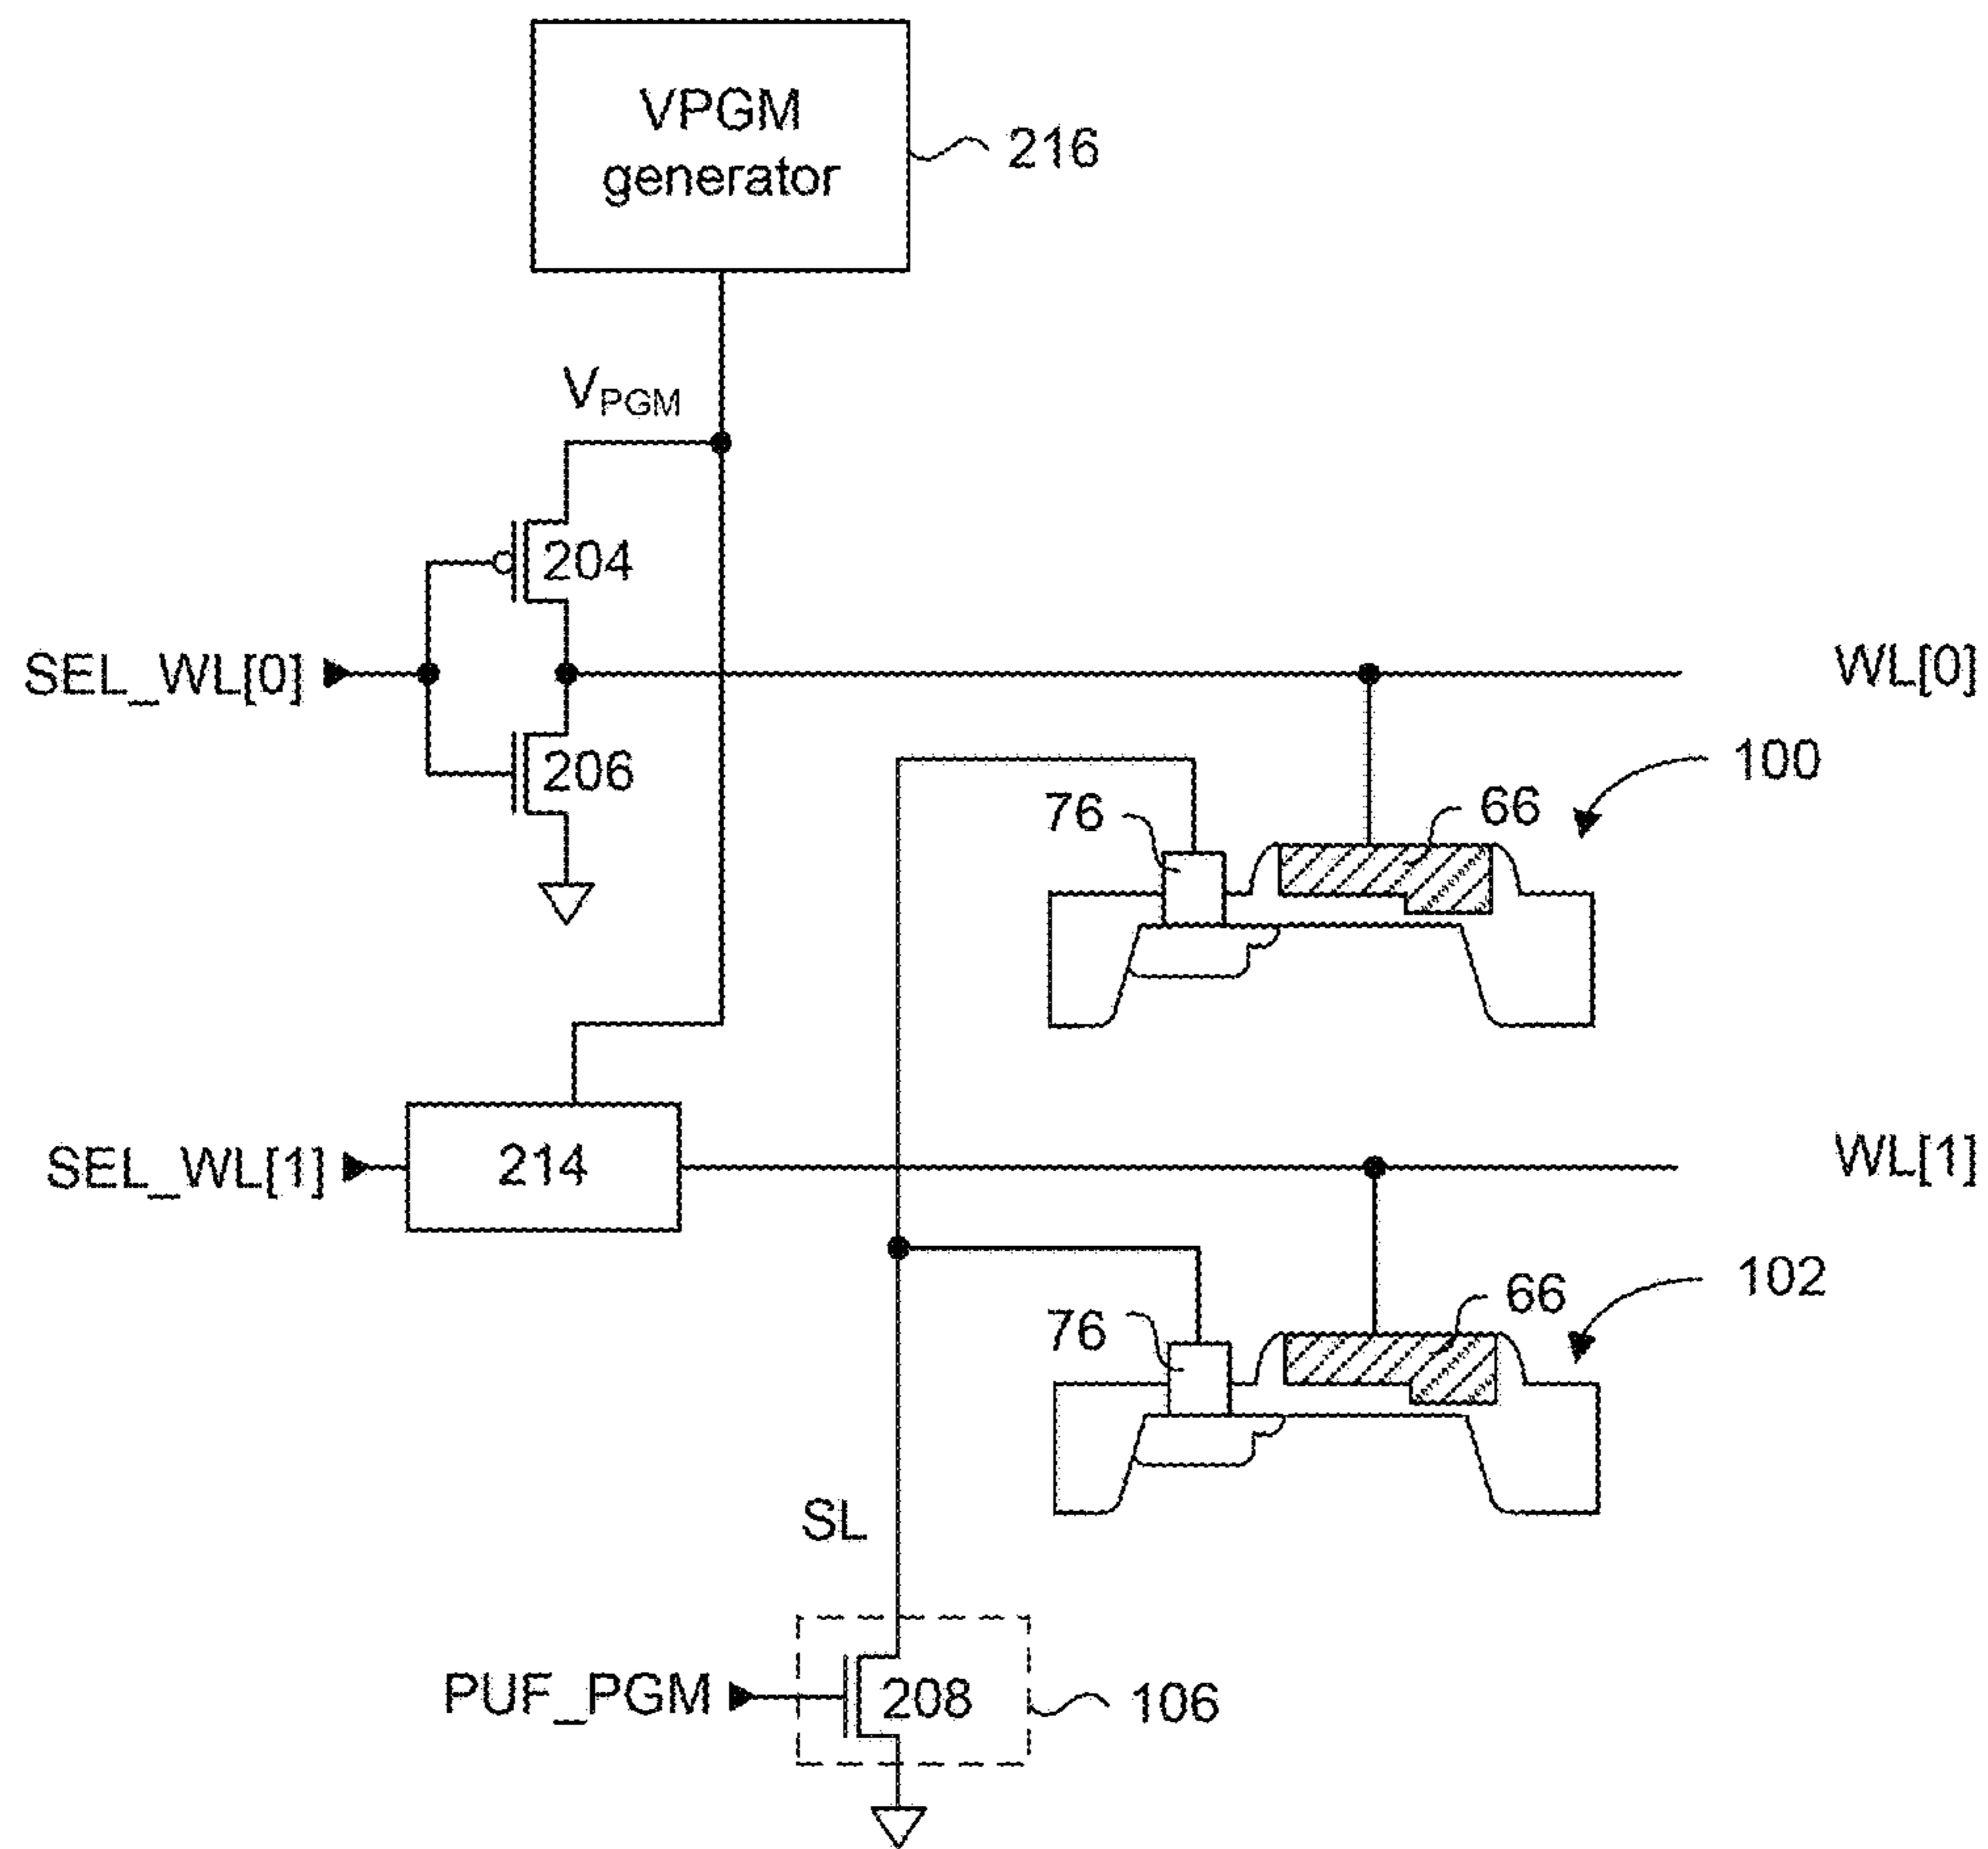 VPGM
generator
216
VPGM
204
SEL_WL[0]
WL[0]
206
100
76
66
SEL_WL[1]
214
WL[1]
102
76
66
SL
PUF_PGM
208
106